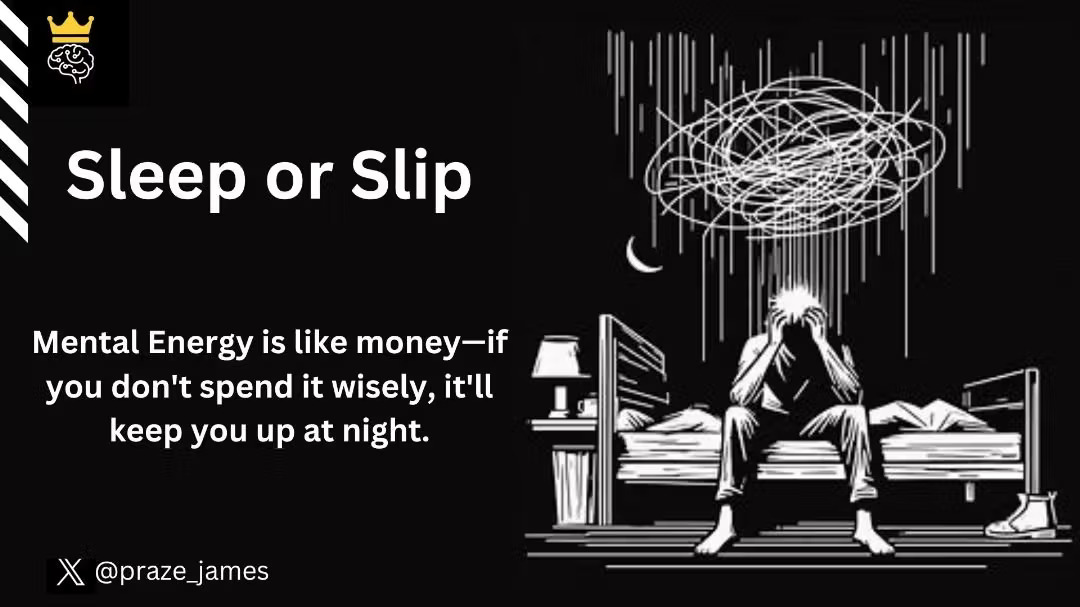 Sleep or Slip
Mental Energy is like money—if
you don't spend it wisely, it'll
keep you up at night.
X @praze_james